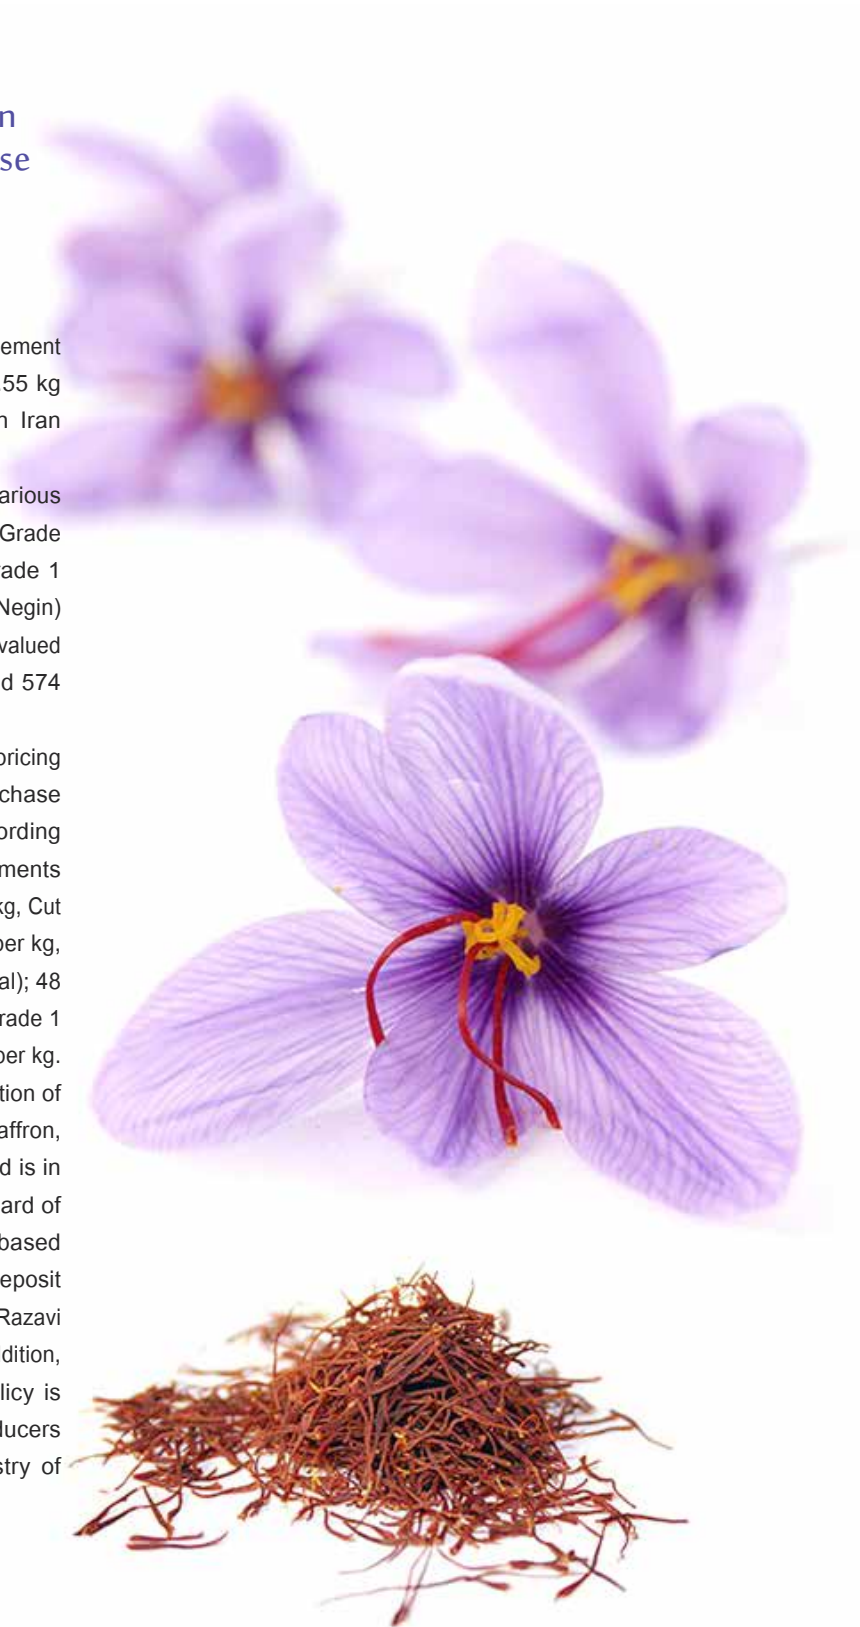 n
se
ement
.55 kg
n Iran
arious
Grade
rade 1
Negin)
valued
d 574
pricing
chase
ording
ments
kg, Cut
per kg,
al); 48
rade 1
per kg.
tion of
affron,
d is in
ard of
based
eposit
Razavi
dition,
licy is
ducers
stry of